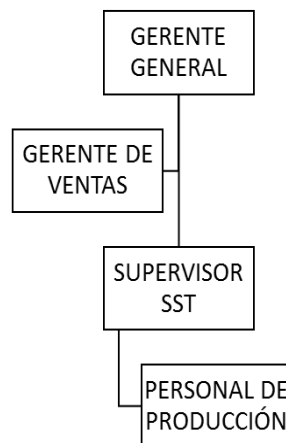 GERENTE
GENERAL
GERENTE DE
VENTAS
SUPERVISOR
SST
PERSONAL DE
PRODUCCIÓN